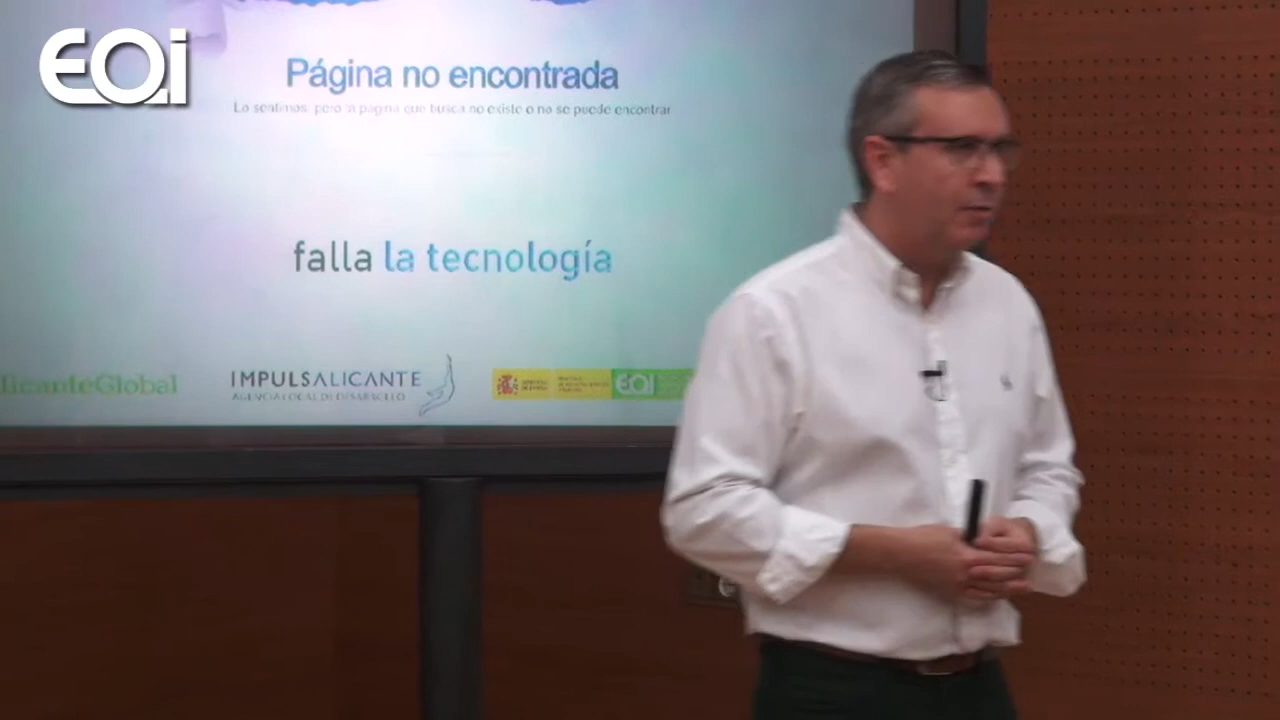 EOi
Página no encontrada
Lo sentimos, pero la página que busca no existe o no se puede encontrar
falla la tecnología
licanteGlobal
IMPULSALICANTE
AGENCIA LOCAL DE DESARROLLO
EOI